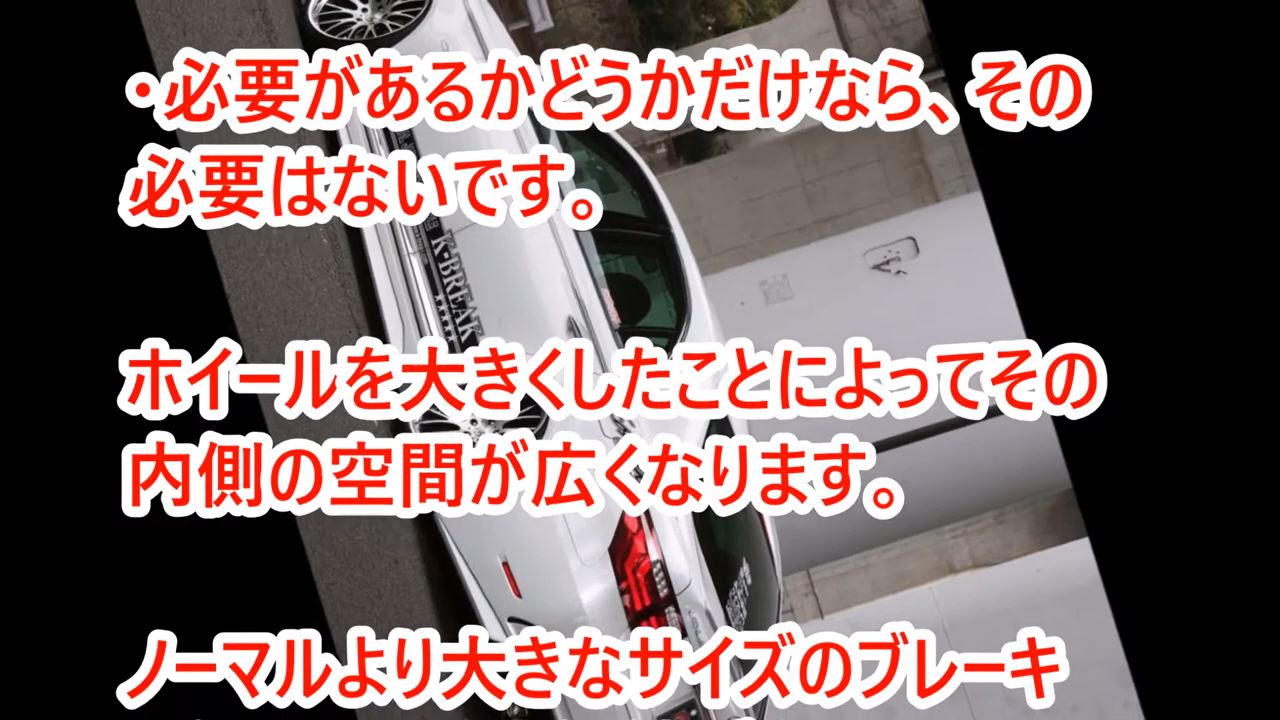 ・必要があるかどうかだけなら、その
必要はないです。
ホイールを大きくしたことによってその
内側の空間が広くなります。
ノーマルより大きなサイズのブレーキ
K-BREAK